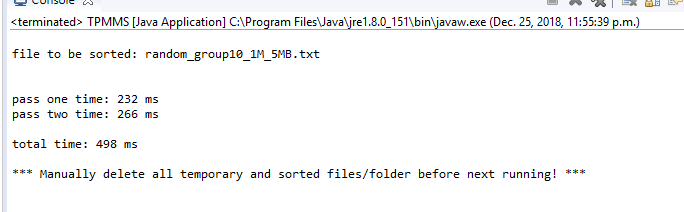 Console
<terminated> TPMMS [Java Application] C:\Program Files\Java\jre1.8.0_151\bin\javaw.exe (Dec. 25, 2018, 11:55:39 p.m.)
file to be sorted: random_group10_1M_5MB.txt
pass one time: 232 ms
pass two time: 266 ms
total time: 498 ms
*** Manually delete all temporary and sorted files/folder before next running! ***